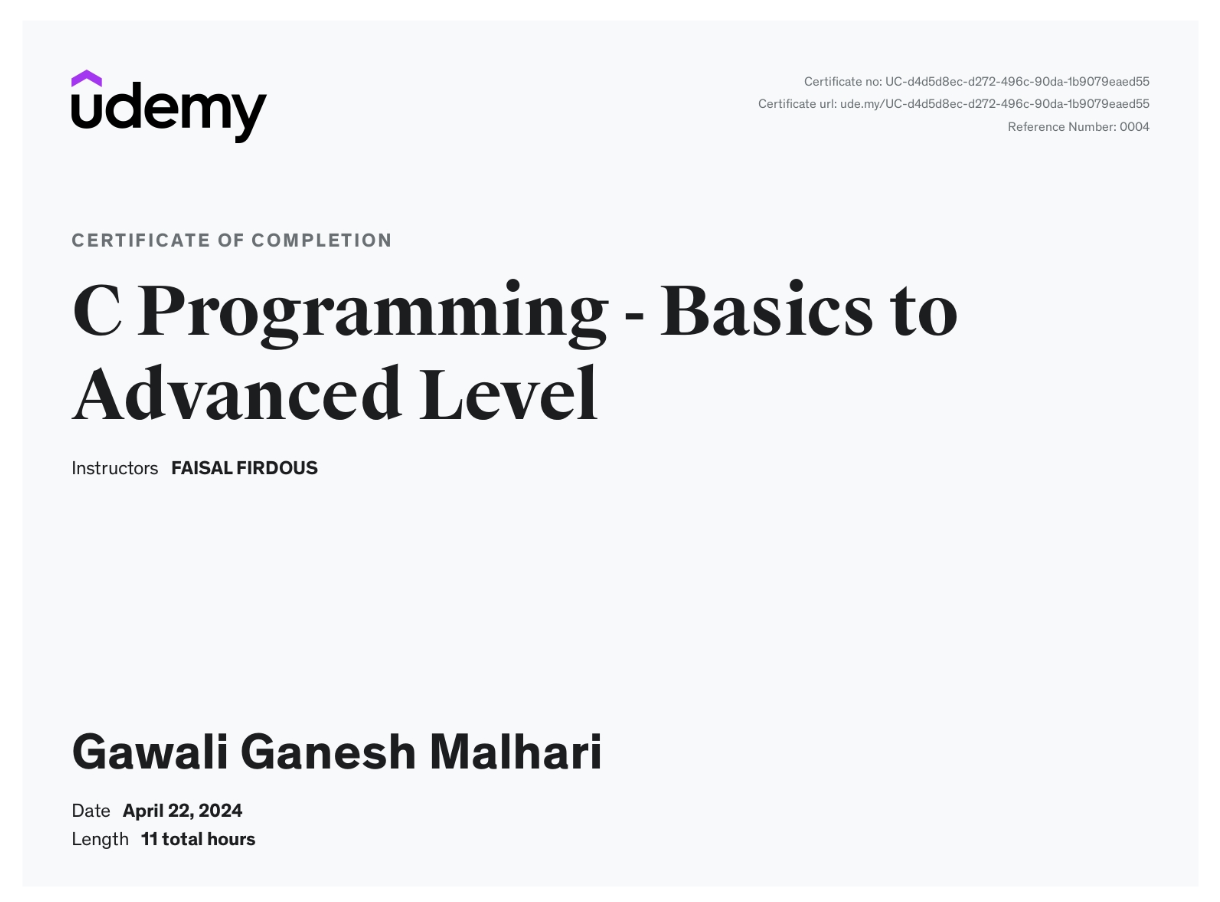 udemy
Certificate no: UC-d4d5d8ec-d272-496c-90da-1b9079eaed55
Certificate url: ude.my/UC-d4d5d8ec-d272-496c-90da-1b9079eaed55
Reference Number: 0004
CERTIFICATE OF COMPLETION
C Programming - Basics to
Advanced Level
Instructors FAISAL FIRDOUS
Gawali Ganesh Malhari
Date April 22, 2024
Length 11 total hours